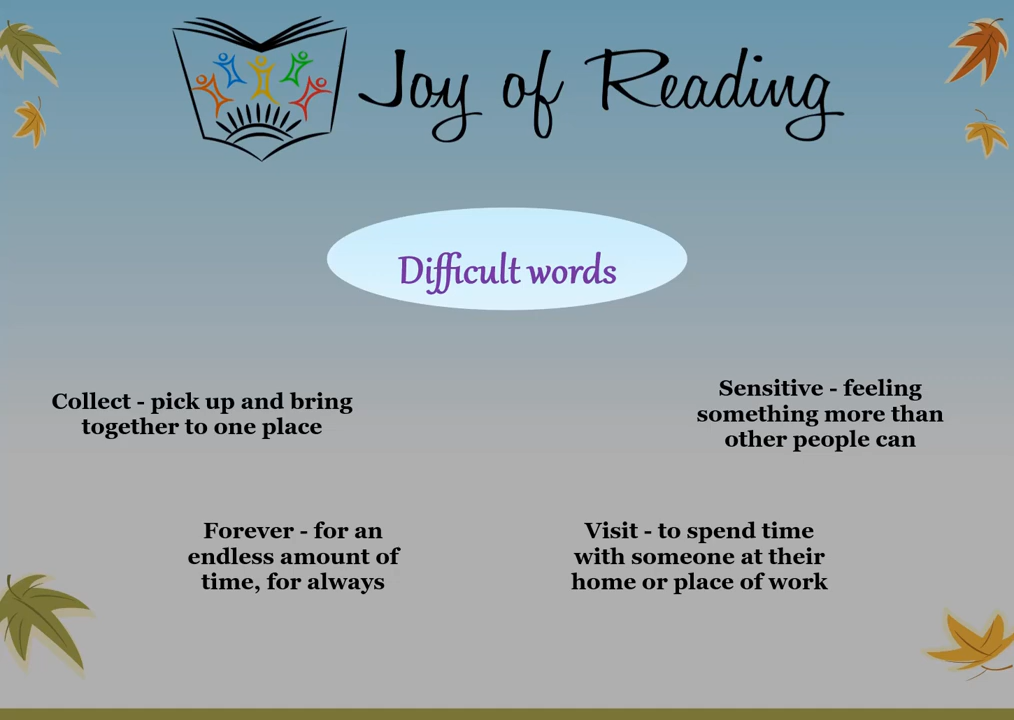 Joy of Reading
Difficult words
Collect - pick up and bring
together to one place
Sensitive - feeling
something more than
other people can
Forever - for an
endless amount of
time, for always
Visit - to spend time
with someone at their
home or place of work